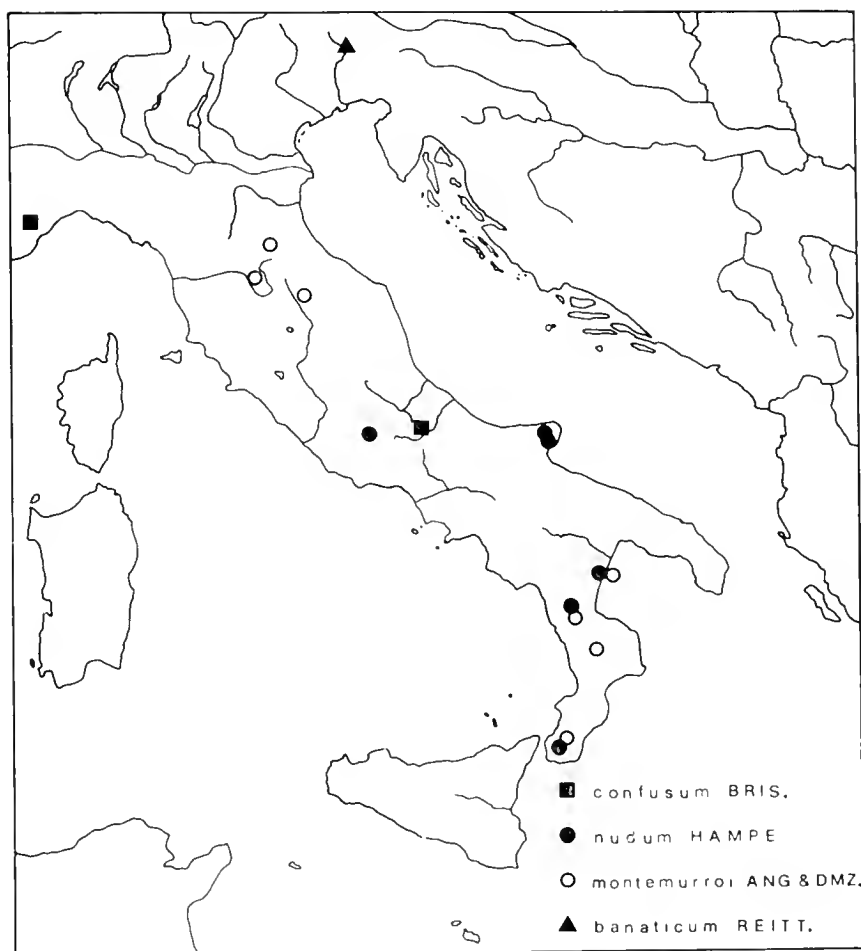 confusum BRIS.
nudum HAMPE
montemurroi ANG & DMZ.
banaticum REITT.